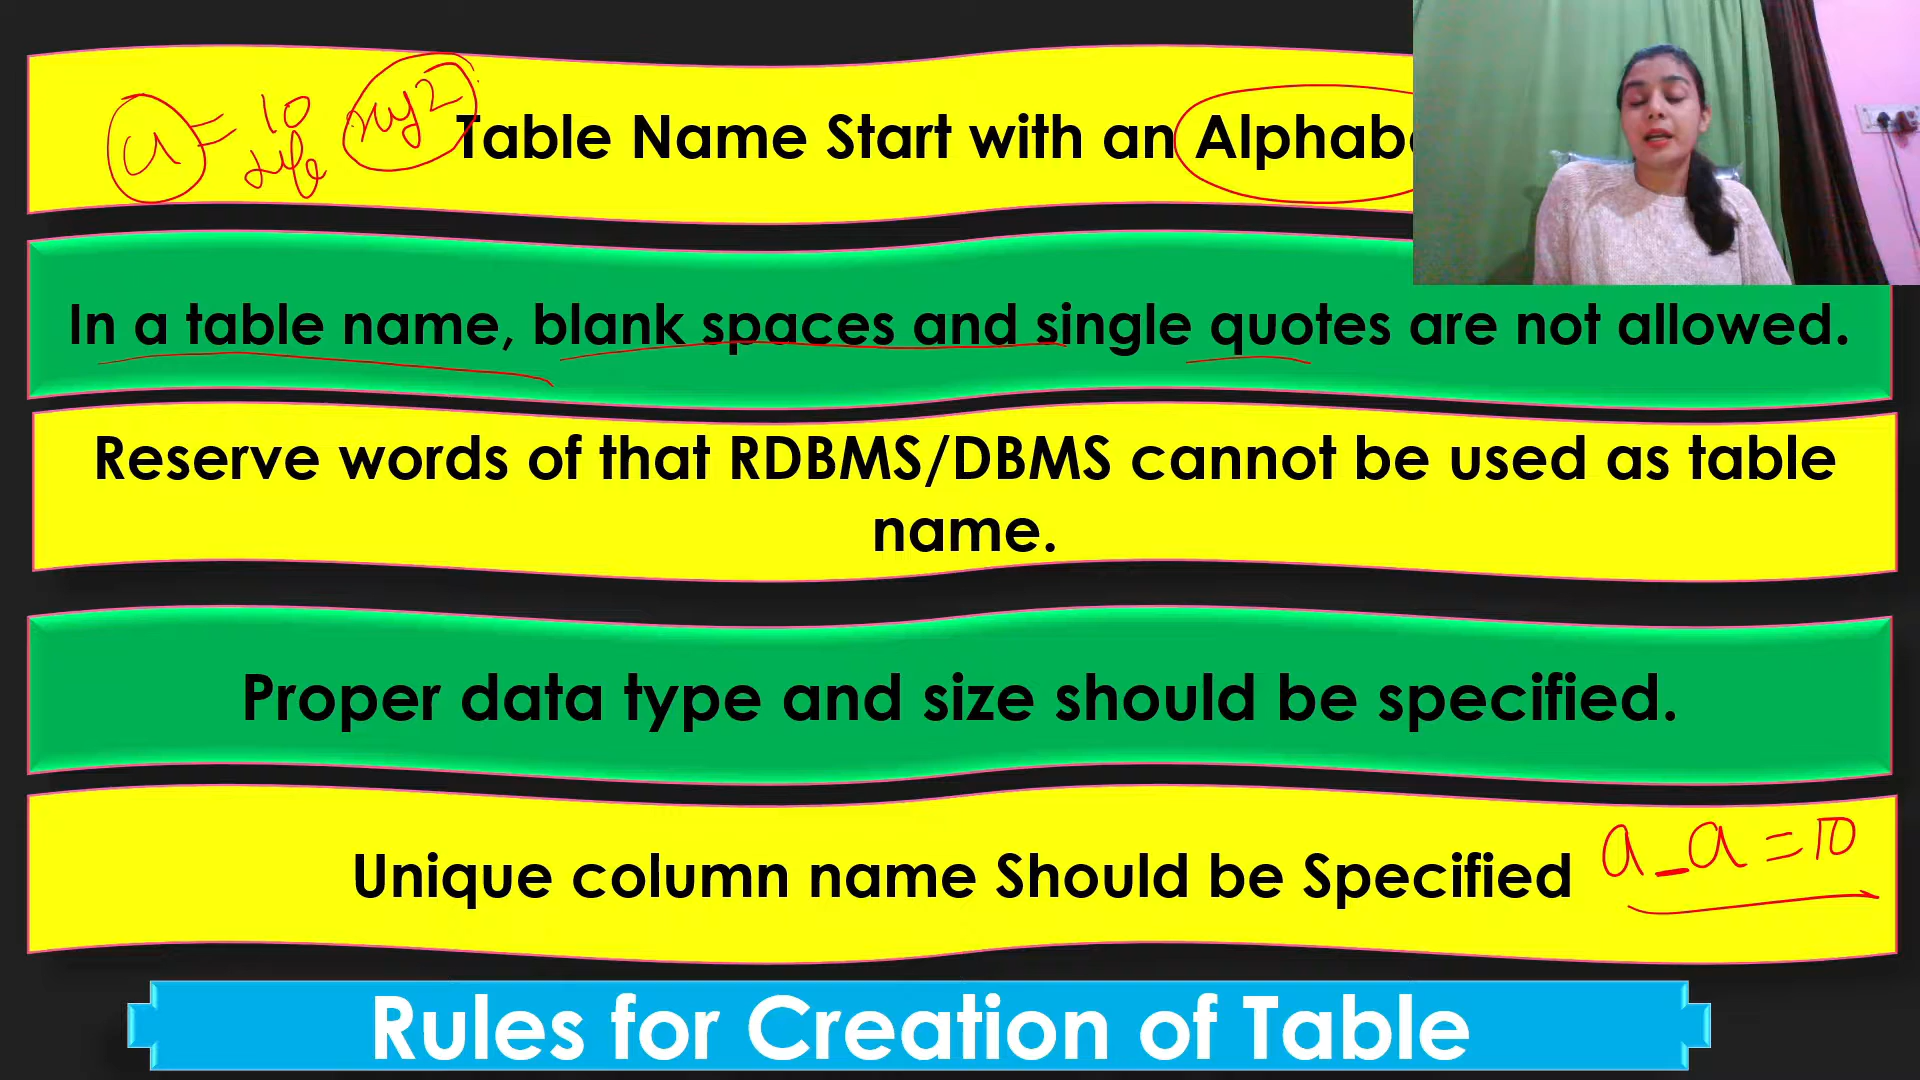 a = 10
xyz
Table Name Start with an Alphab
In a table name, blank spaces and single quotes are not allowed.
Reserve words of that RDBMS/DBMS cannot be used as table
name.
Proper data type and size should be specified.
Unique column name Should be Specified
a_a = 10
Rules for Creation of Table